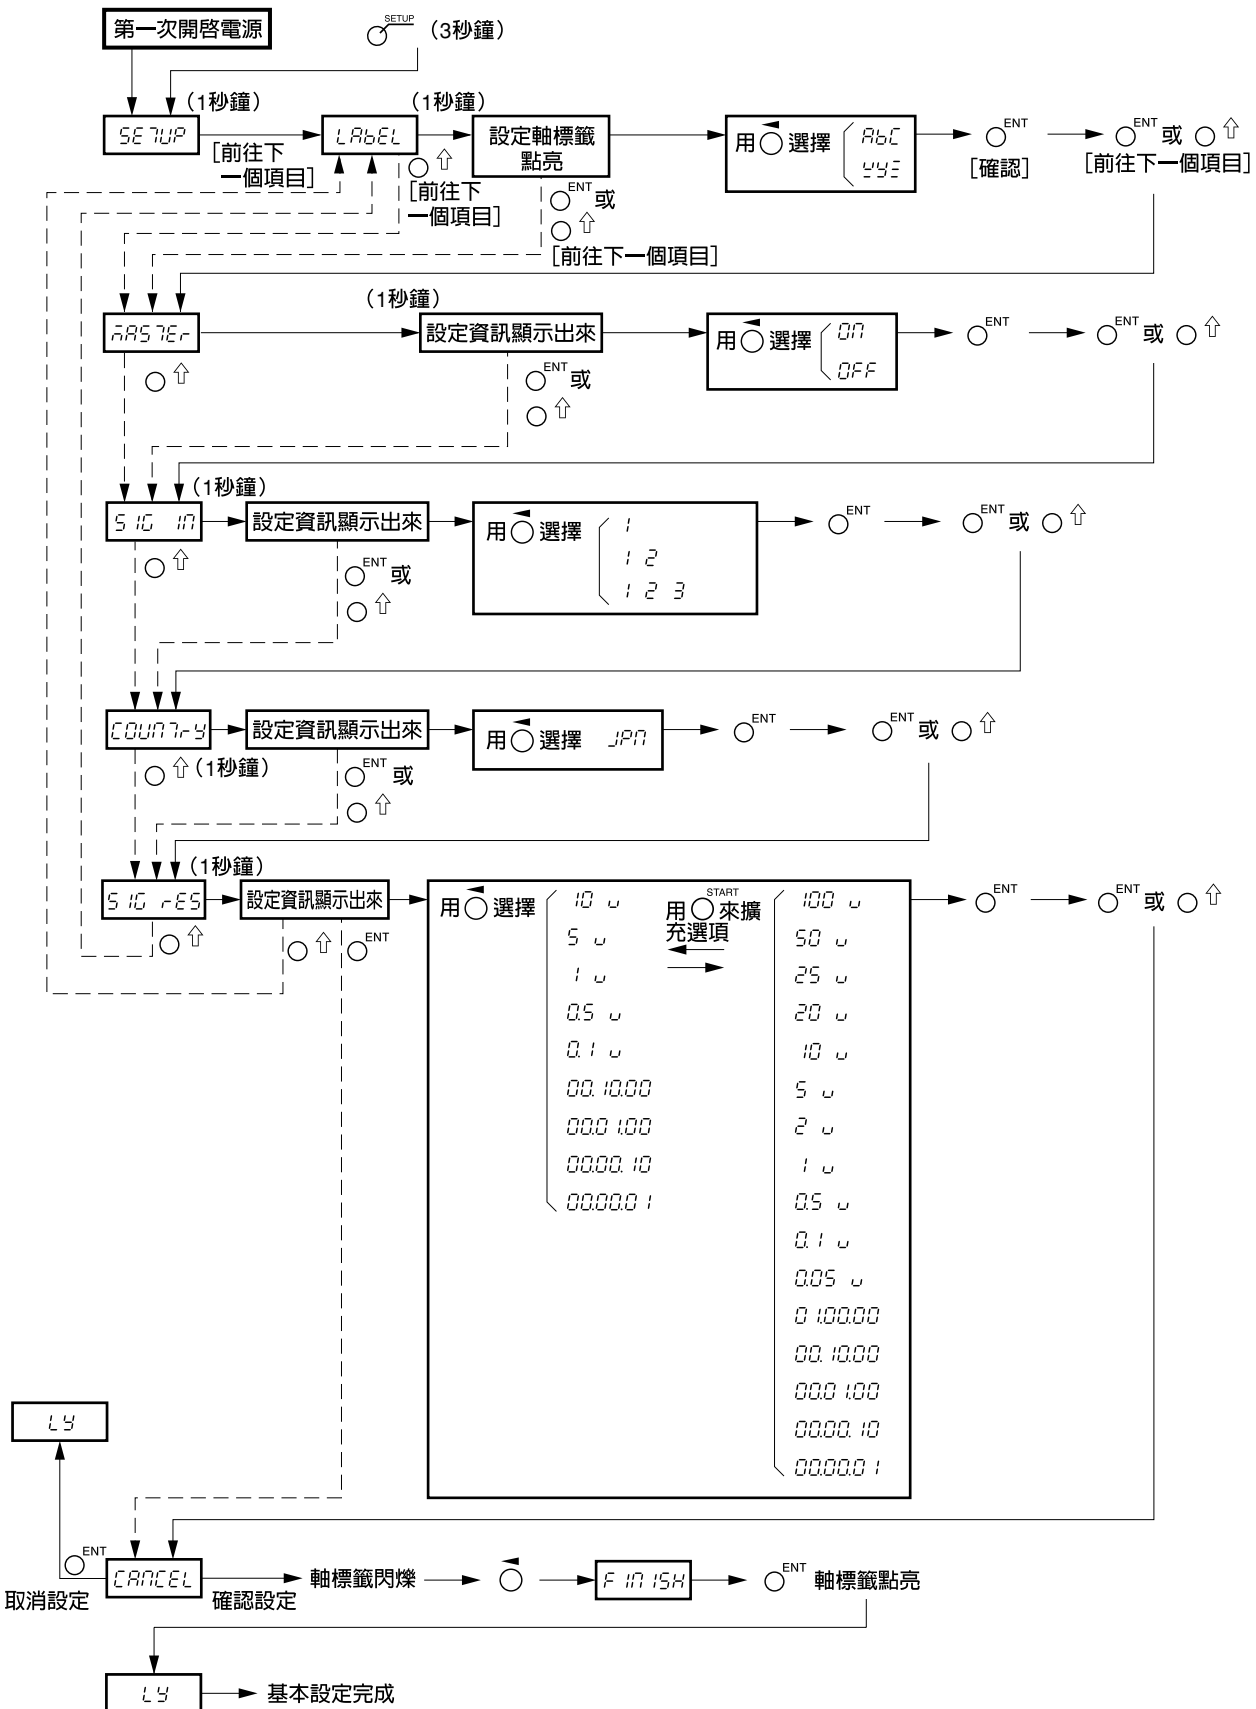 第一次開啓電源
SETUP
(3秒鐘)
(1秒鐘)
(1秒鐘)
SETUP
LAbEL
設定軸標籤
點亮
用 選擇
AbC
yyz
ENT
[確認]
ENT 或
[前往下一個項目]
[前往下
一個項目]
[前往下
一個項目]
ENT 或
[前往下一個項目]
(1秒鐘)
MASTEr
設定資訊顯示出來
用 選擇
ON
OFF
ENT
ENT 或
ENT 或
(1秒鐘)
SIG IN
設定資訊顯示出來
用 選擇
1
1 2
1 2 3
ENT
ENT 或
ENT 或
COUNTry
設定資訊顯示出來
用 選擇 JPN
ENT
ENT 或
(1秒鐘)
ENT 或
(1秒鐘)
SIG rES
設定資訊顯示出來
ENT
用 選擇
10 u
5 u
1 u
0.5 u
0.1 u
00.10.00
00.01.00
00.00.10
00.00.01
START
用 來擴
充選項
100 u
50 u
25 u
20 u
10 u
5 u
2 u
1 u
0.5 u
0.1 u
0.05 u
01.00.00
00.10.00
00.01.00
00.00.10
00.00.01
ENT
ENT 或
LY
ENT
取消設定
CANCEL
確認設定
軸標籤閃爍
FINISH
ENT
軸標籤點亮
LY
基本設定完成